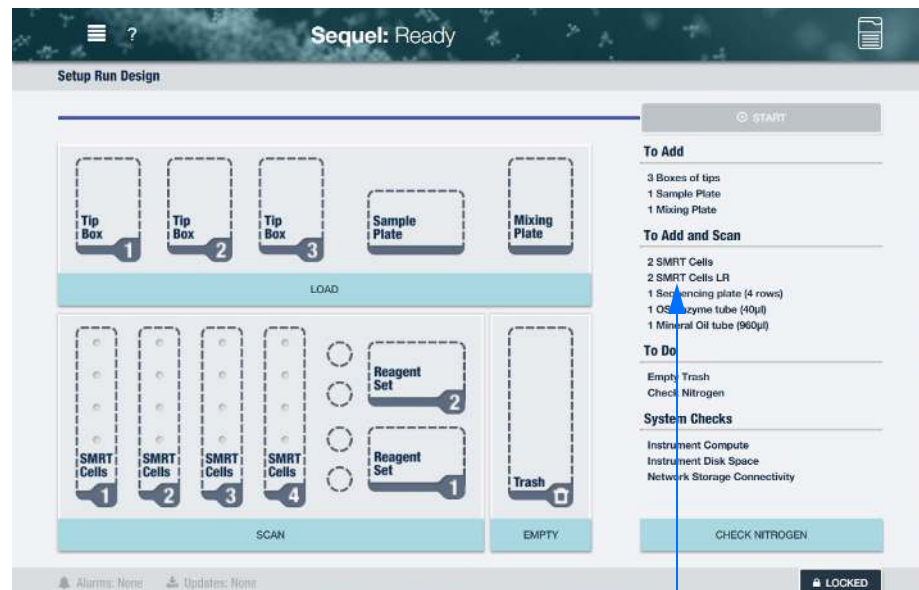 ?
Sequel: Ready
Setup Run Design
START
Tip
Box
1
Tip
Box
2
Tip
Box
3
Sample
Plate
Mixing
Plate
LOAD
SMRT
Cells
1
SMRT
Cells
2
SMRT
Cells
3
SMRT
Cells
4
Reagent
Set
2
Reagent
Set
1
Trash
SCAN
EMPTY
To Add
3 Boxes of tips
1 Sample Plate
1 Mixing Plate
To Add and Scan
2 SMRT Cells
2 SMRT Cells LR
1 Sequencing plate (4 rows)
1 OS Enzyme tube (40µl)
1 Mineral Oil tube (960µl)
To Do
Empty Trash
Check Nitrogen
System Checks
Instrument Compute
Instrument Disk Space
Network Storage Connectivity
CHECK NITROGEN
Alarms: None
Updates: None
LOCKED